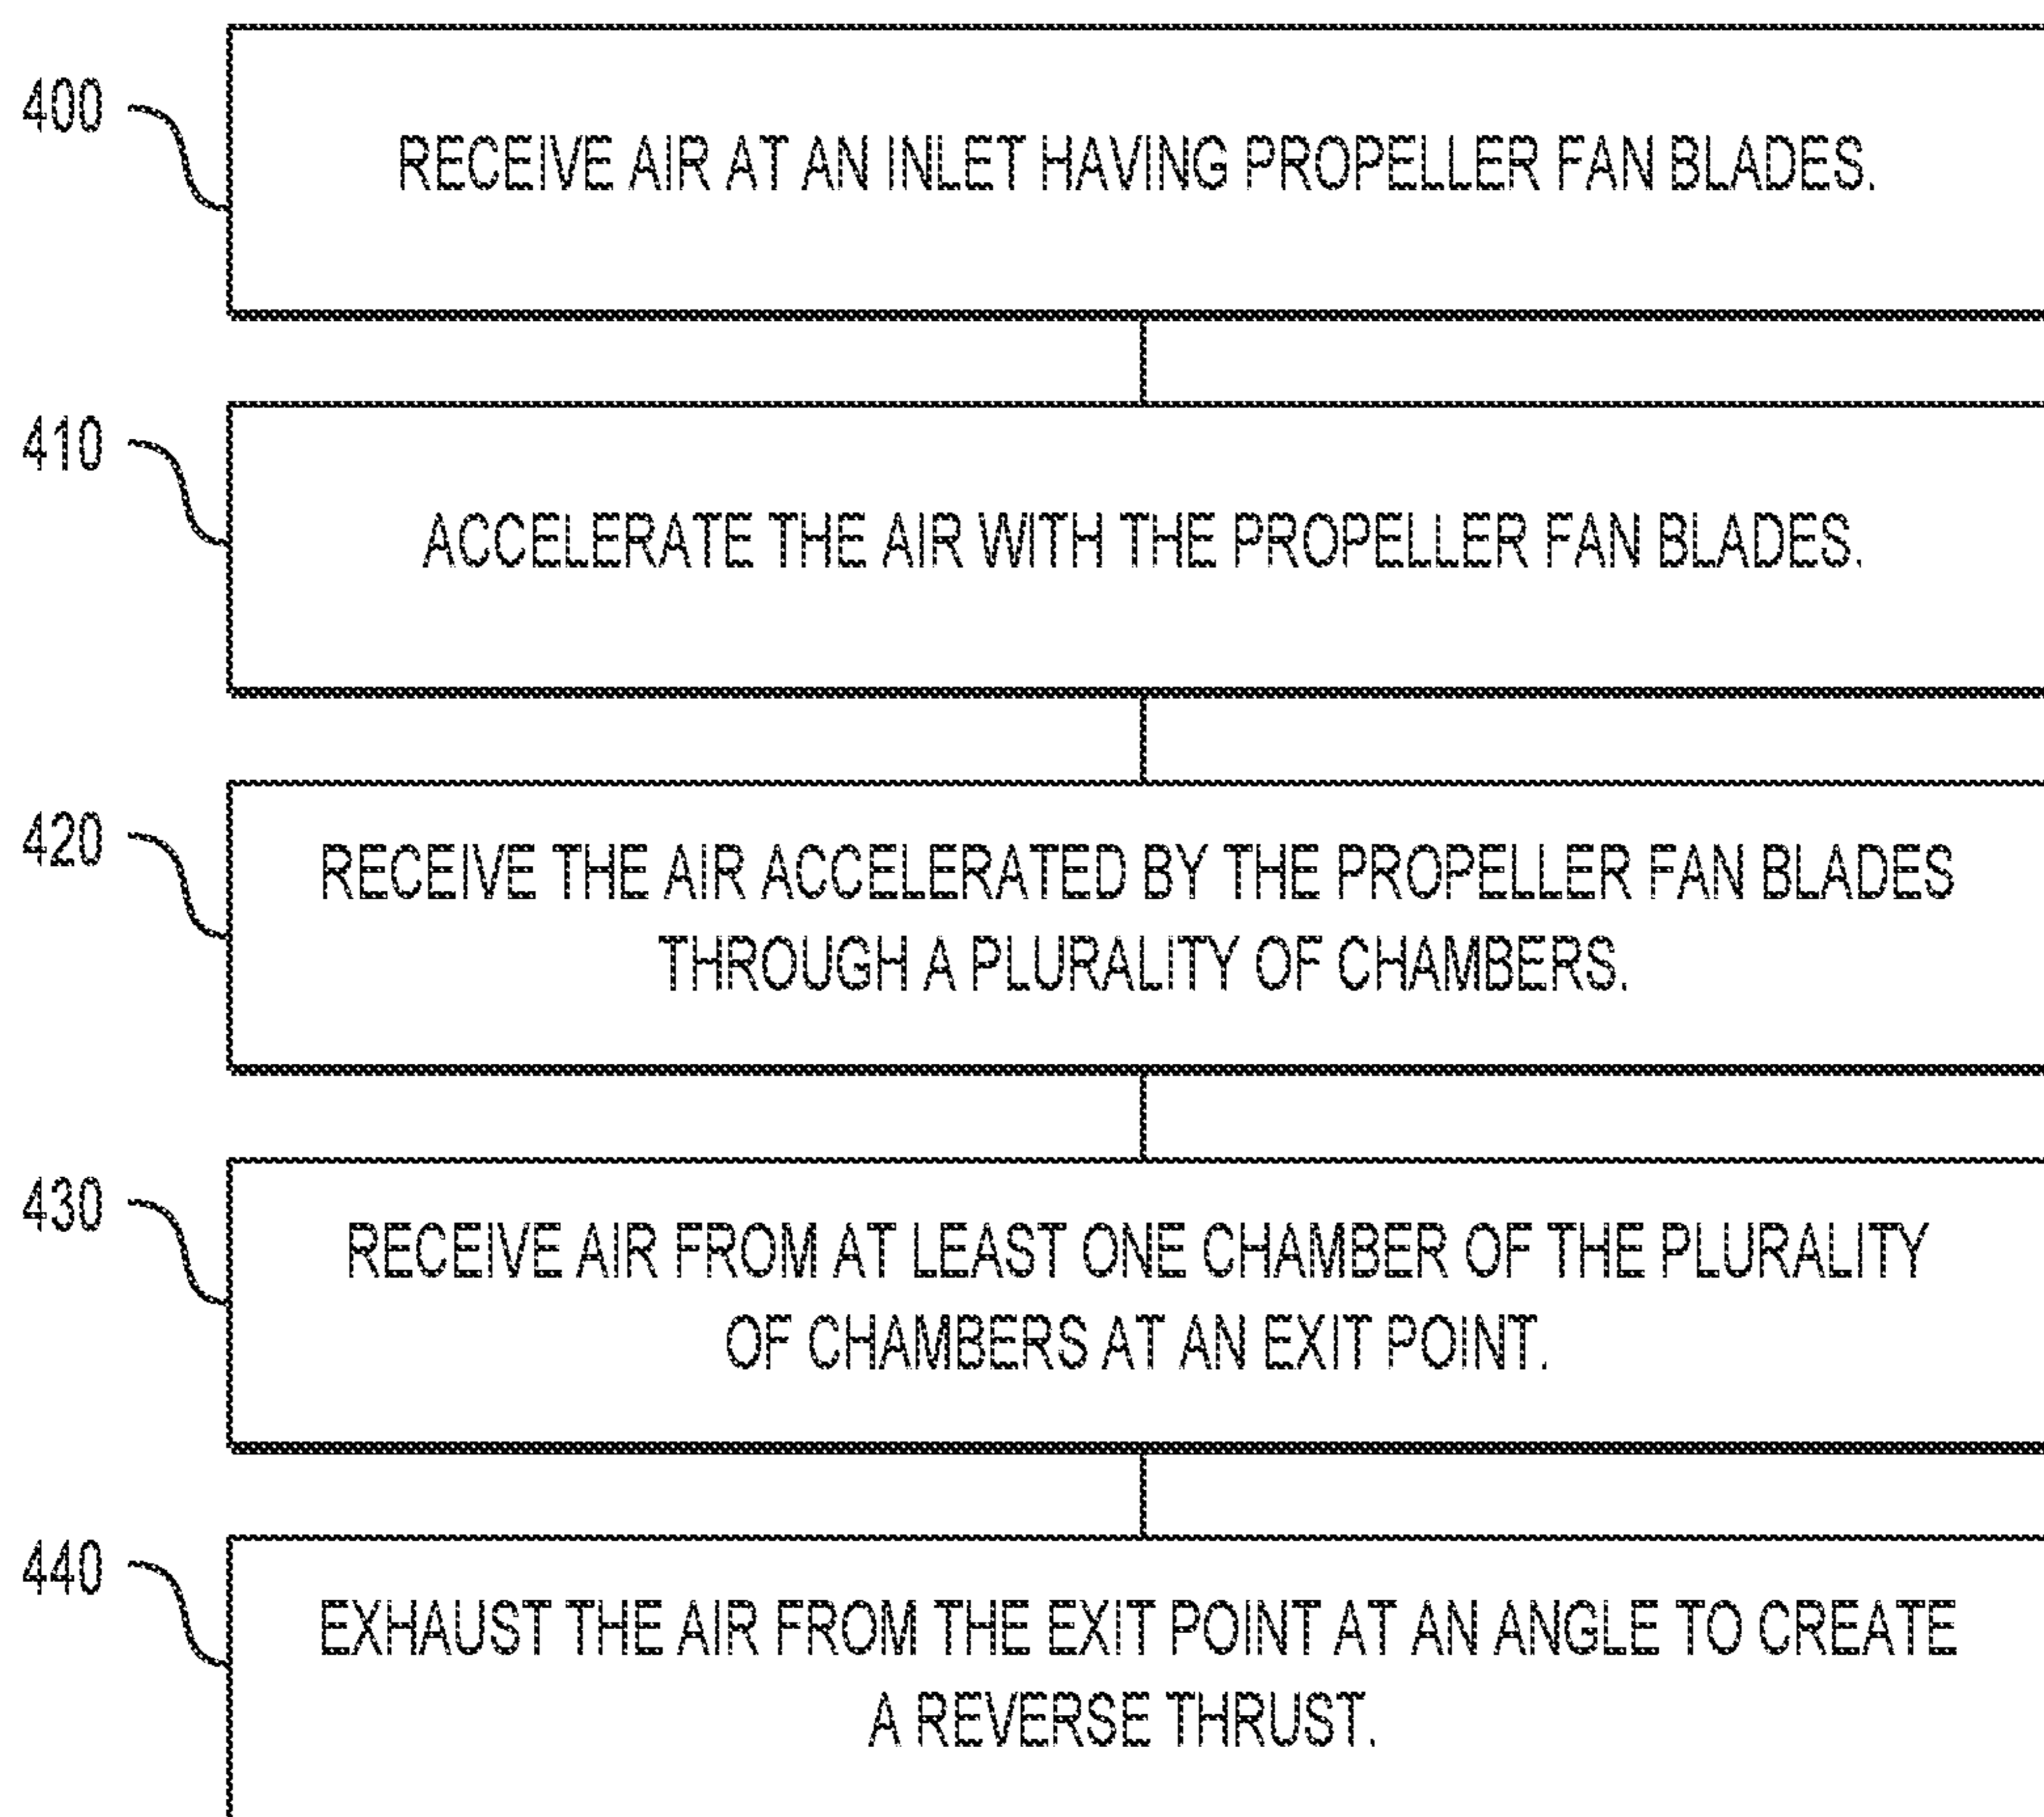 400
RECEIVE AIR AT AN INLET HAVING PROPELLER FAN BLADES.
410
ACCELERATE THE AIR WITH THE PROPELLER FAN BLADES.
420
RECEIVE THE AIR ACCELERATED BY THE PROPELLER FAN BLADES
THROUGH A PLURALITY OF CHAMBERS.
430
RECEIVE AIR FROM AT LEAST ONE CHAMBER OF THE PLURALITY
OF CHAMBERS AT AN EXIT POINT.
440
EXHAUST THE AIR FROM THE EXIT POINT AT AN ANGLE TO CREATE
A REVERSE THRUST.